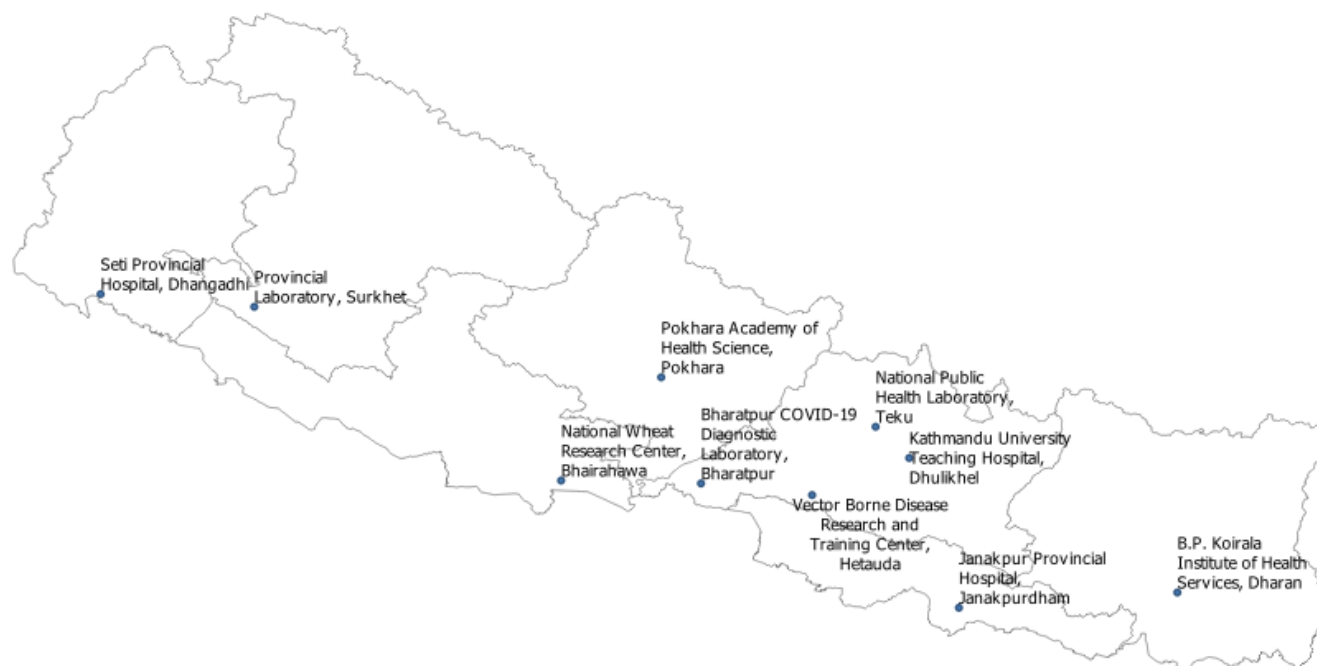 Seti Provincial
Hospital, Dhangadhi
Provincial
Laboratory, Surkhet
Pokhara Academy of
Health Science,
Pokhara
National Public
Health Laboratory,
Teku
Bharatpur COVID-19
Diagnostic
Laboratory,
Bharatpur
National Wheat
Research Center,
Bhairahawa
Kathmandu University
Teaching Hospital,
Dhulikhel
Vector Borne Disease
Research and
Training Center,
Hetauda
Janakpur Provincial
Hospital,
Janakpurdham
B.P. Koirala
Institute of Health
Services, Dharan